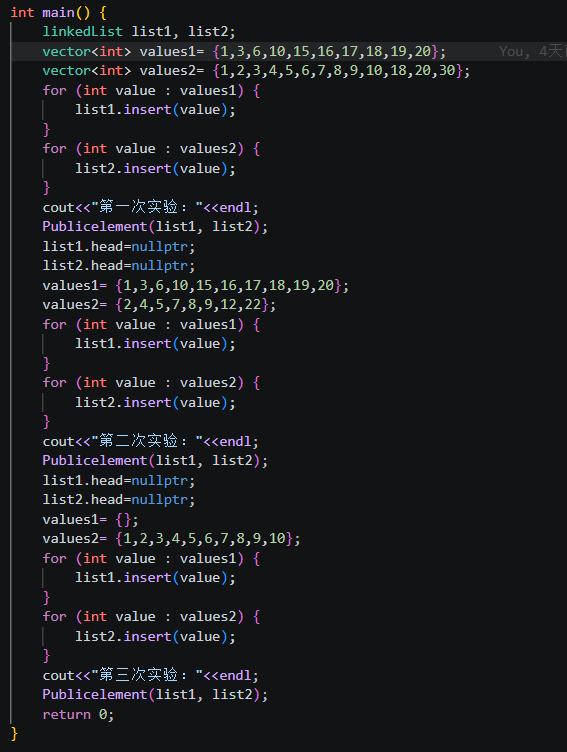 int main() {
    linkedList list1, list2;
    vector<int> values1= {1,3,6,10,15,16,17,18,19,20};    You, 4天
    vector<int> values2= {1,2,3,4,5,6,7,8,9,10,18,20,30};
    for (int value : values1) {
        list1.insert(value);
    }
    for (int value : values2) {
        list2.insert(value);
    }
    cout<<"第一次实验："<<endl;
    Publicelement(list1, list2);
    list1.head=nullptr;
    list2.head=nullptr;
    values1= {1,3,6,10,15,16,17,18,19,20};
    values2= {2,4,5,7,8,9,12,22};
    for (int value : values1) {
        list1.insert(value);
    }
    for (int value : values2) {
        list2.insert(value);
    }
    cout<<"第二次实验："<<endl;
    Publicelement(list1, list2);
    list1.head=nullptr;
    list2.head=nullptr;
    values1= {};
    values2= {1,2,3,4,5,6,7,8,9,10};
    for (int value : values1) {
        list1.insert(value);
    }
    for (int value : values2) {
        list2.insert(value);
    }
    cout<<"第三次实验："<<endl;
    Publicelement(list1, list2);
    return 0;
}